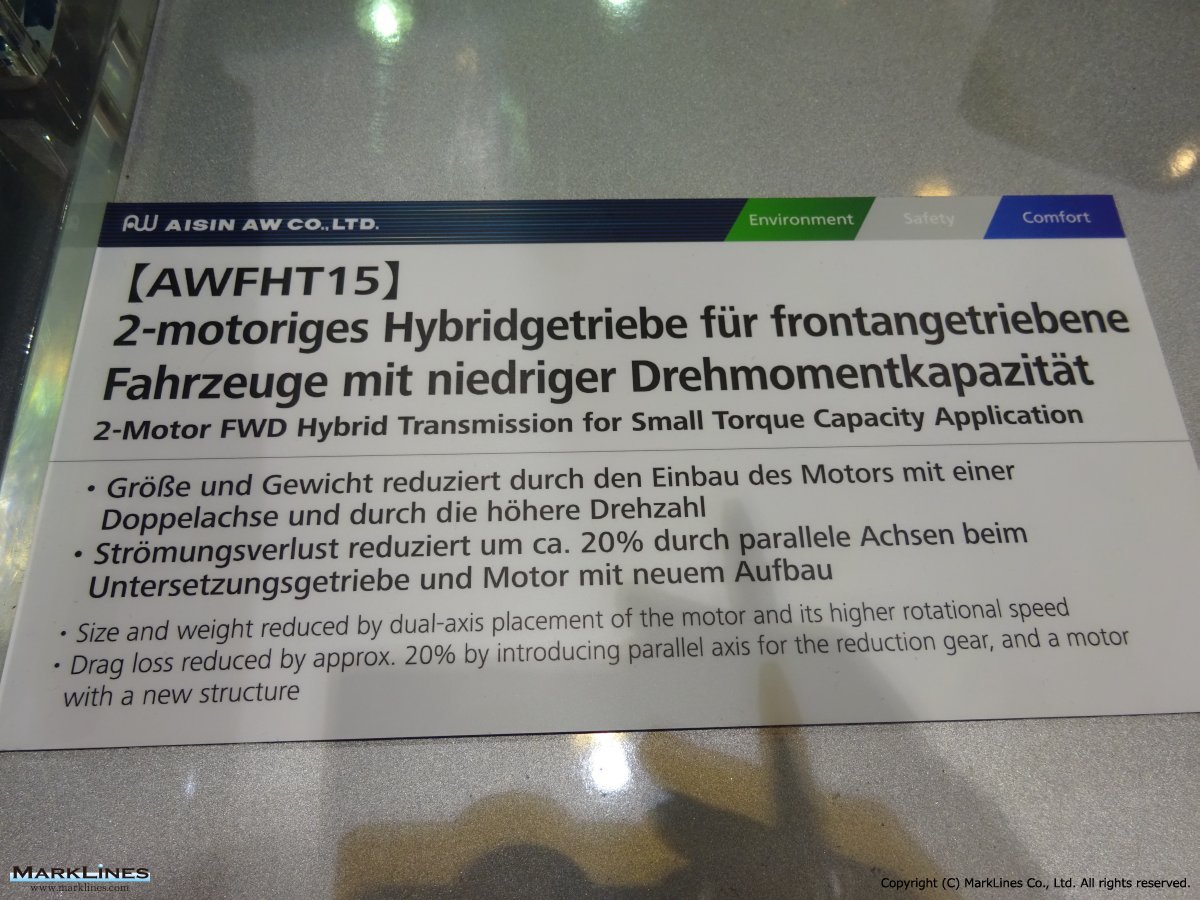 AW AISIN AW CO.,LTD.
Environment
Safety
Comfort
【AWFHT15】
2-motoriges Hybridgetriebe für frontangetriebene
Fahrzeuge mit niedriger Drehmomentkapazität
2-Motor FWD Hybrid Transmission for Small Torque Capacity Application
• Größe und Gewicht reduziert durch den Einbau des Motors mit einer
Doppelachse und durch die höhere Drehzahl
• Strömungsverlust reduziert um ca. 20% durch parallele Achsen beim
Untersetzungsgetriebe und Motor mit neuem Aufbau
• Size and weight reduced by dual-axis placement of the motor and its higher rotational speed
• Drag loss reduced by approx. 20% by introducing parallel axis for the reduction gear, and a motor
with a new structure
MARKLINES
www.marklines.com
Copyright (C) MarkLines Co., Ltd. All rights reserved.